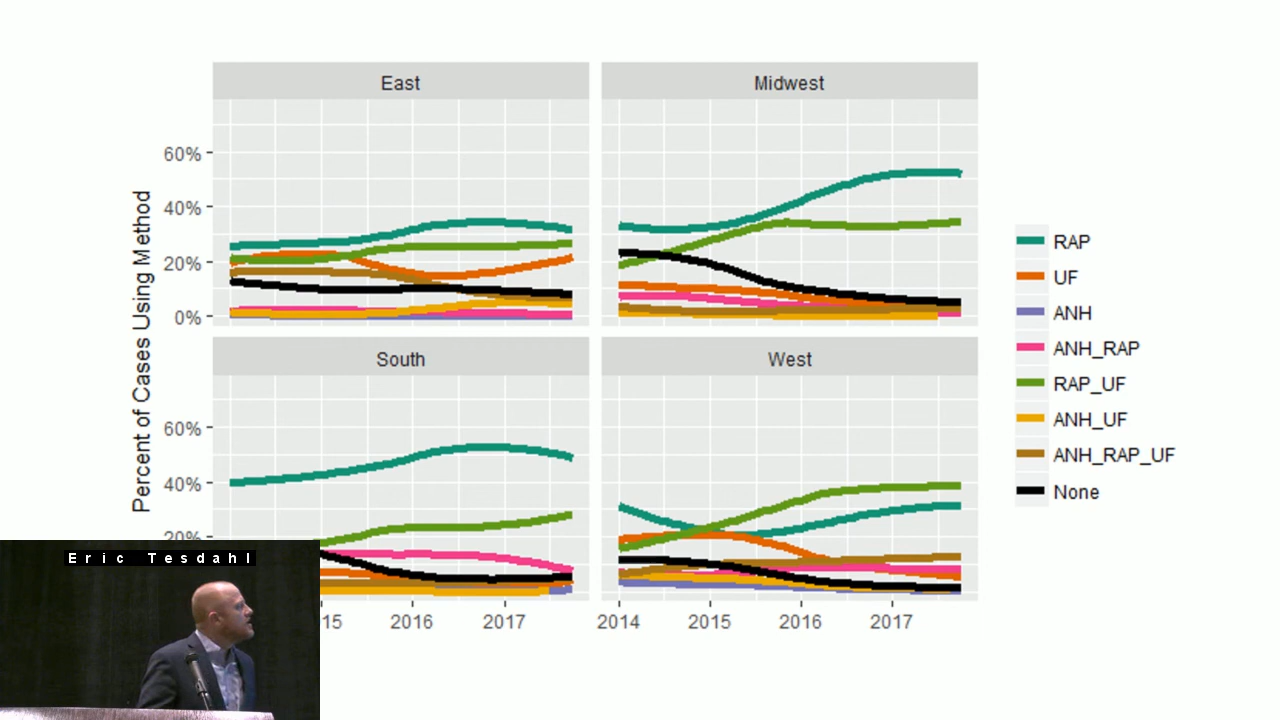 East
Midwest
60%
40%
20%
0%
South
West
60%
40%
20%
15
2016
2017
2014
2015
2016
2017
Percent of Cases Using Method
RAP
UF
ANH
ANH_RAP
RAP_UF
ANH_UF
ANH_RAP_UF
None
Eric Tesdahl